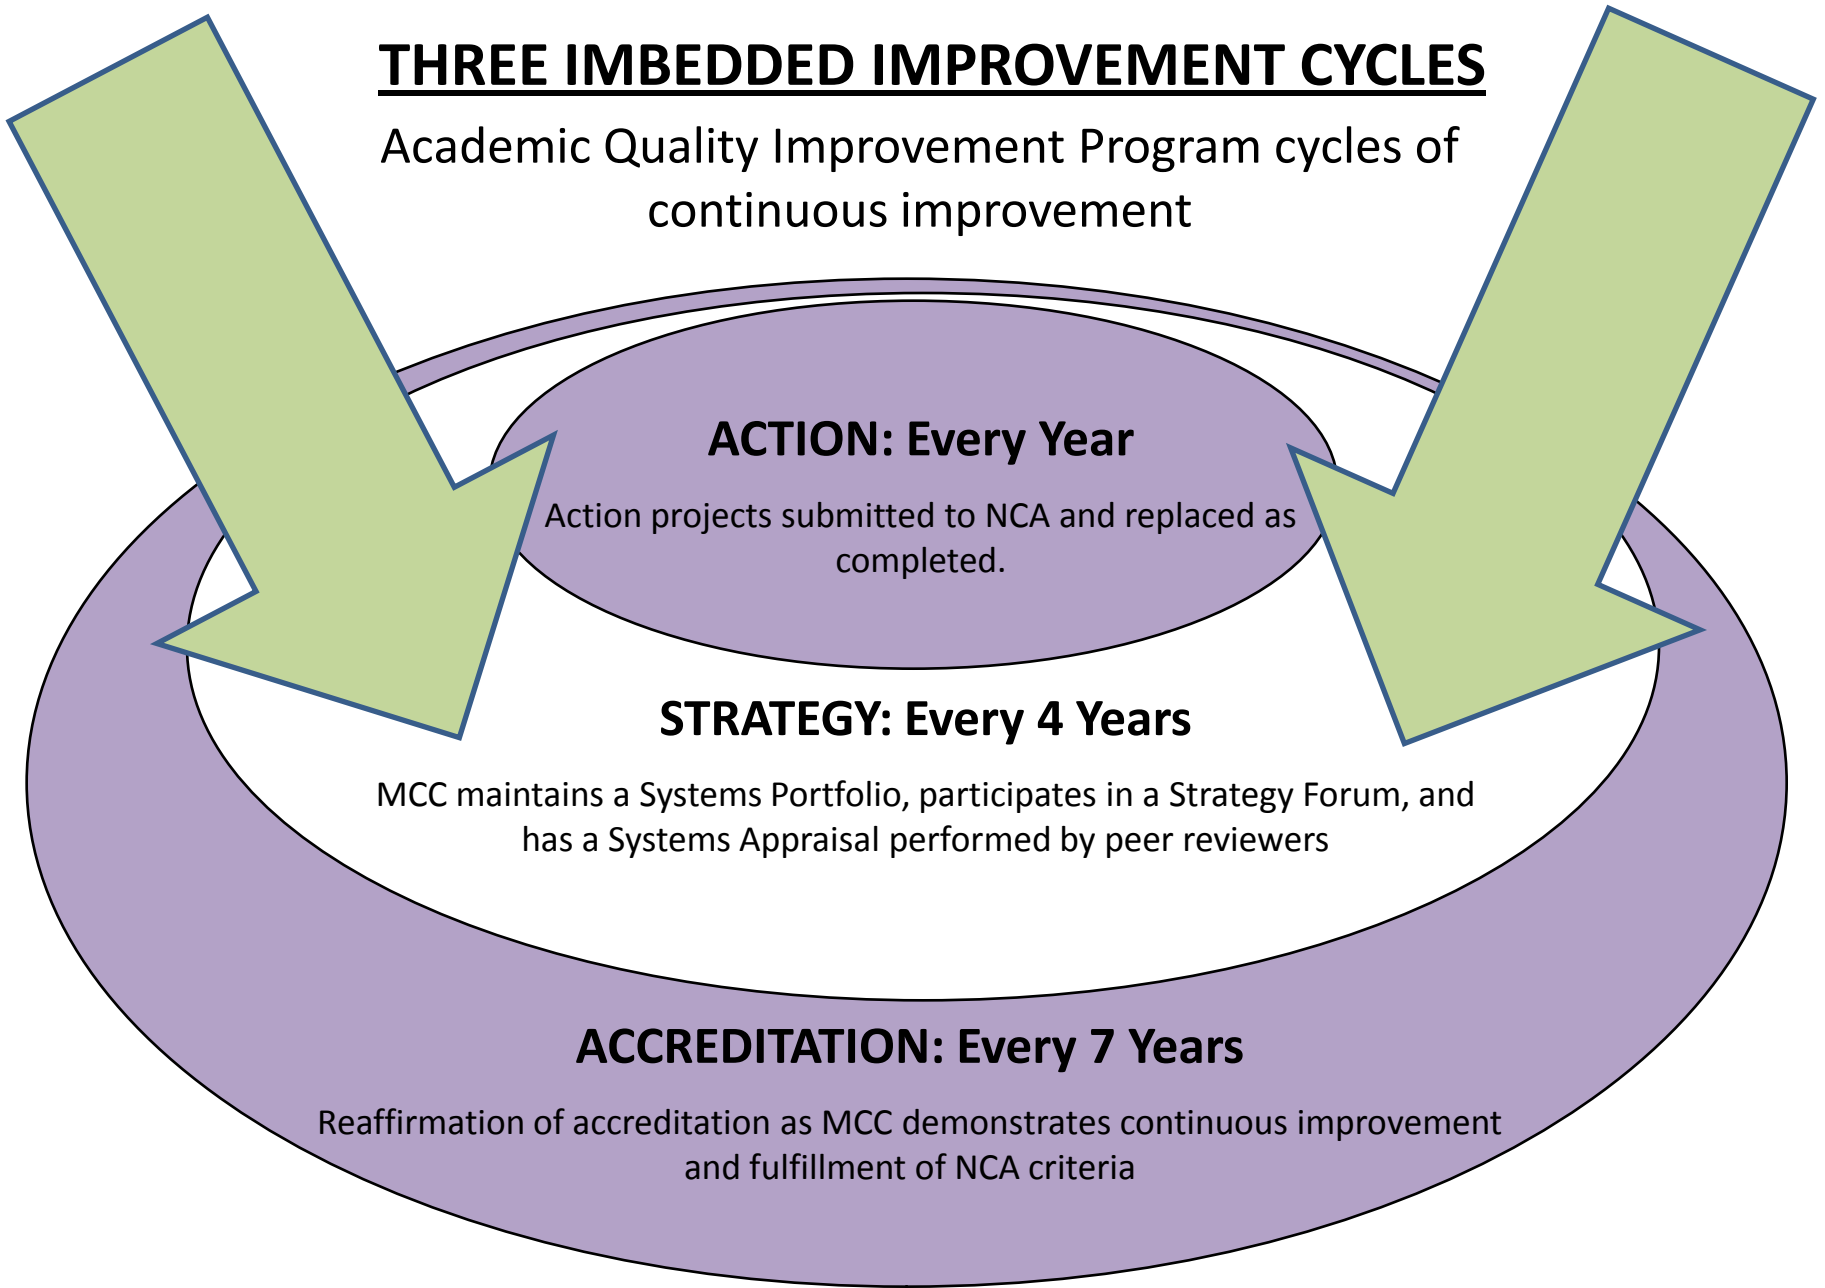 THREE IMBEDDED IMPROVEMENT CYCLES
Academic Quality Improvement Program cycles of
continuous improvement
ACTION: Every Year
Action projects submitted to NCA and replaced as
completed.
STRATEGY: Every 4 Years
MCC maintains a Systems Portfolio, participates in a Strategy Forum, and
has a Systems Appraisal performed by peer reviewers
ACCREDITATION: Every 7 Years
Reaffirmation of accreditation as MCC demonstrates continuous improvement
and fulfillment of NCA criteria